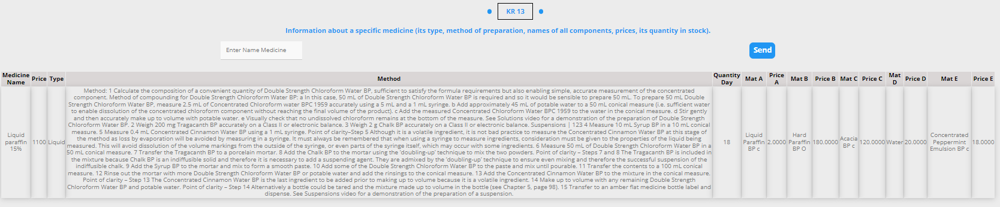 KR 13
Information about a specific medicine (its type, method of preparation, names of all components, prices, its quantity in stock).
Enter Name Medicine
Send
Medicine Name Price Type Method Quantity Day Mat A Price A Mat B Price B Mat C Price C Mat D Price D Mat E Price E
Liquid paraffin 15%
1100
Liquid
Method: 1 Calculate the composition of a convenient quantity of Double Strength Chloroform Water BP, sufficient to satisfy the formula requirements but also enabling simple, accurate measurement of the concentrated
component. Method of compounding for Double Strength Chloroform Water BP: a In this case, 50 mL of Double Strength Chloroform Water BP is required and so it would be sensible to prepare 50 mL. To prepare 50 mL Double
Strength Chloroform Water BP, measure 2.5 mL of Concentrated Chloroform water BPC 1959 accurately using a 5 mL and a 1 mL syringe. b Add approximately 45 mL of potable water to a 50 mL conical measure (i.e. sufficient water
to enable dissolution of the concentrated chloroform component without reaching the final volume of the product). c Add the measured Concentrated Chloroform Water BPC 1959 to the water in the conical measure. d Stir gently
and then accurately make up to volume with potable water. e Visually check that no undissolved chloroform remains at the bottom of the measure. See Solutions video for a demonstration of the preparation of Double Strength
Chloroform Water BP. 2 Weigh 200 mg Tragacanth BP accurately on a Class II or electronic balance. 3 Weigh 2 g Chalk BP accurately on a Class II or electronic balance. Suspensions | 123 4 Measure 10 mL Syrup BP in a 10 mL conical
measure. 5 Measure 0.4 mL Concentrated Cinnamon Water BP using a 1 mL syringe. Point of clarity–Step 5 Although it is a volatile ingredient, it is not bad practice to measure the Concentrated Cinnamon Water BP at this stage of
the method as loss by evaporation will be avoided by measuring in a syringe. It must always be remembered that when using a syringe to measure ingredients, consideration must be given to the properties of the liquid being
measured. This will avoid dissolution of the volume markings from the outside of the syringe, or even parts of the syringe itself, which may occur with some ingredients. 6 Measure 50 mL of Double Strength Chloroform Water BP in a
50 mL conical measure. 7 Transfer the Tragacanth BP to a porcelain mortar. 8 Add the Chalk BP to the mortar using the ‘doubling-up’ technique to mix the two powders. Point of clarity – Steps 7 and 8 The Tragacanth BP is included in
the mixture because Chalk BP is an indiffusible solid and therefore it is necessary to add a suspending agent. They are admixed by the ‘doubling-up’ technique to ensure even mixing and therefore the successful suspension of the
indiffusible chalk. 9 Add the Syrup BP to the mortar and mix to form a smooth paste. 10 Add some of the Double Strength Chloroform Water BP to the paste and mix until pourable. 11 Transfer the contents to a 100 mL conical
measure. 12 Rinse out the mortar with more Double Strength Chloroform Water BP or potable water and add the rinsings to the conical measure. 13 Add the Concentrated Cinnamon Water BP to the mixture in the conical measure.
Point of clarity – Step 13 The Concentrated Cinnamon Water BP is the last ingredient to be added prior to making up to volume because it is a volatile ingredient. 14 Make up to volume with any remaining Double Strength
Chloroform Water BP and potable water. Point of clarity – Step 14 Alternatively a bottle could be tared and the mixture made up to volume in the bottle (see Chapter 5, page 98). 15 Transfer to an amber flat medicine bottle label and
dispense. See Suspensions video for a demonstration of the preparation of a suspension.
18
Liquid Paraffin BP c
2.0000
Hard Paraffin BP O
180.0000
Acacia BP c
120.0000
Water
20.0000
Concentrated Peppermint Emulsion BP c
18.0000